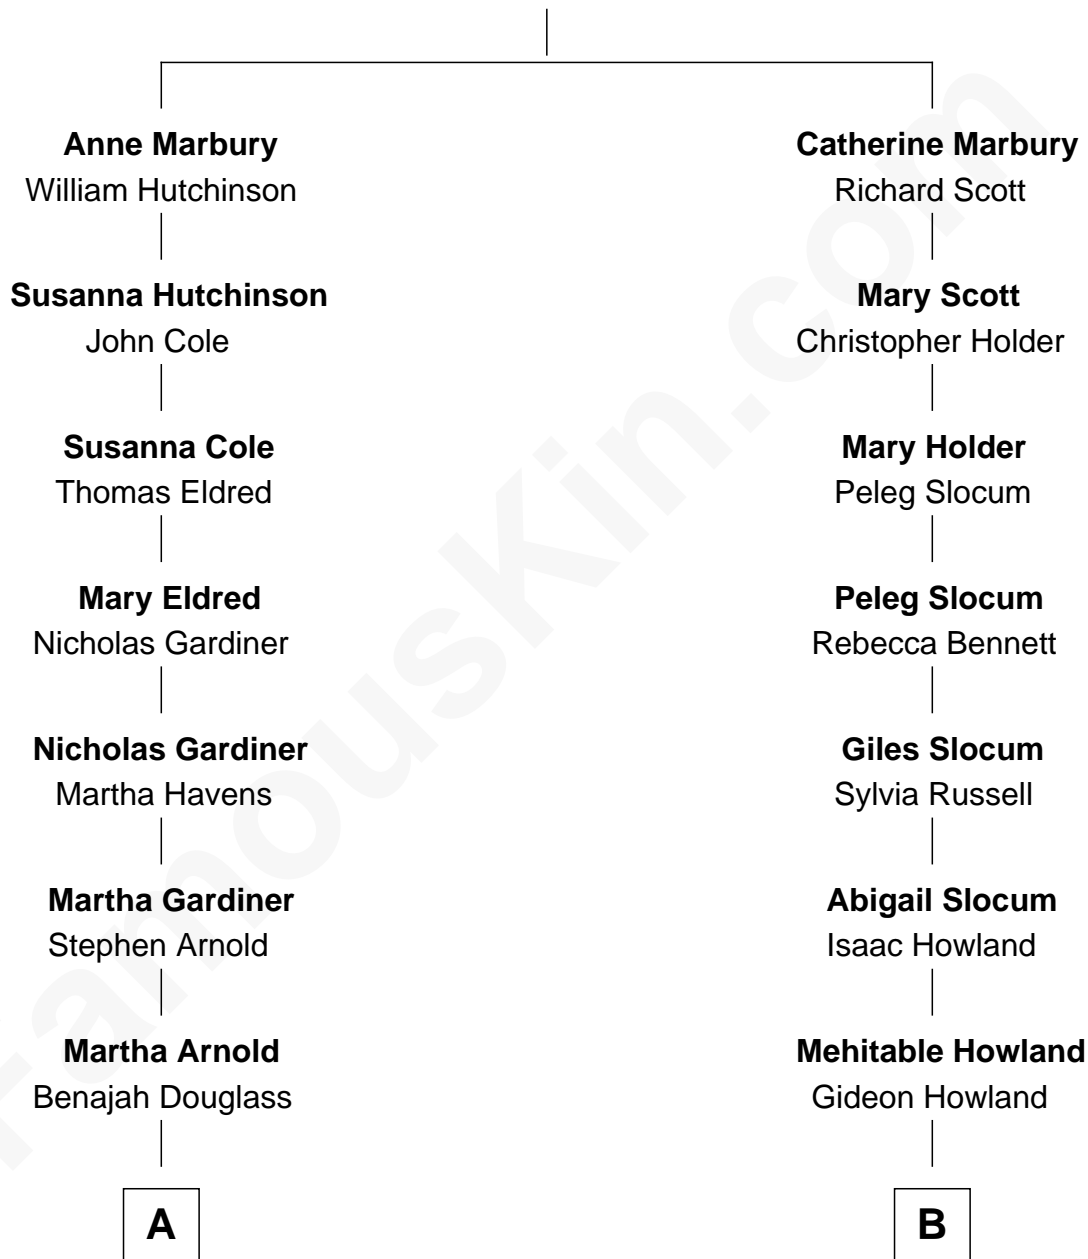 Anne Marbury
William Hutchinson
Susanna Hutchinson
John Cole
Susanna Cole
Thomas Eldred
Mary Eldred
Nicholas Gardiner
Nicholas Gardiner
Martha Havens
Martha Gardiner
Stephen Arnold
Martha Arnold
Benajah Douglass
A
Catherine Marbury
Richard Scott
Mary Scott
Christopher Holder
Mary Holder
Peleg Slocum
Peleg Slocum
Rebecca Bennett
Giles Slocum
Sylvia Russell
Abigail Slocum
Isaac Howland
Mehitable Howland
Gideon Howland
B
FamousKin.com